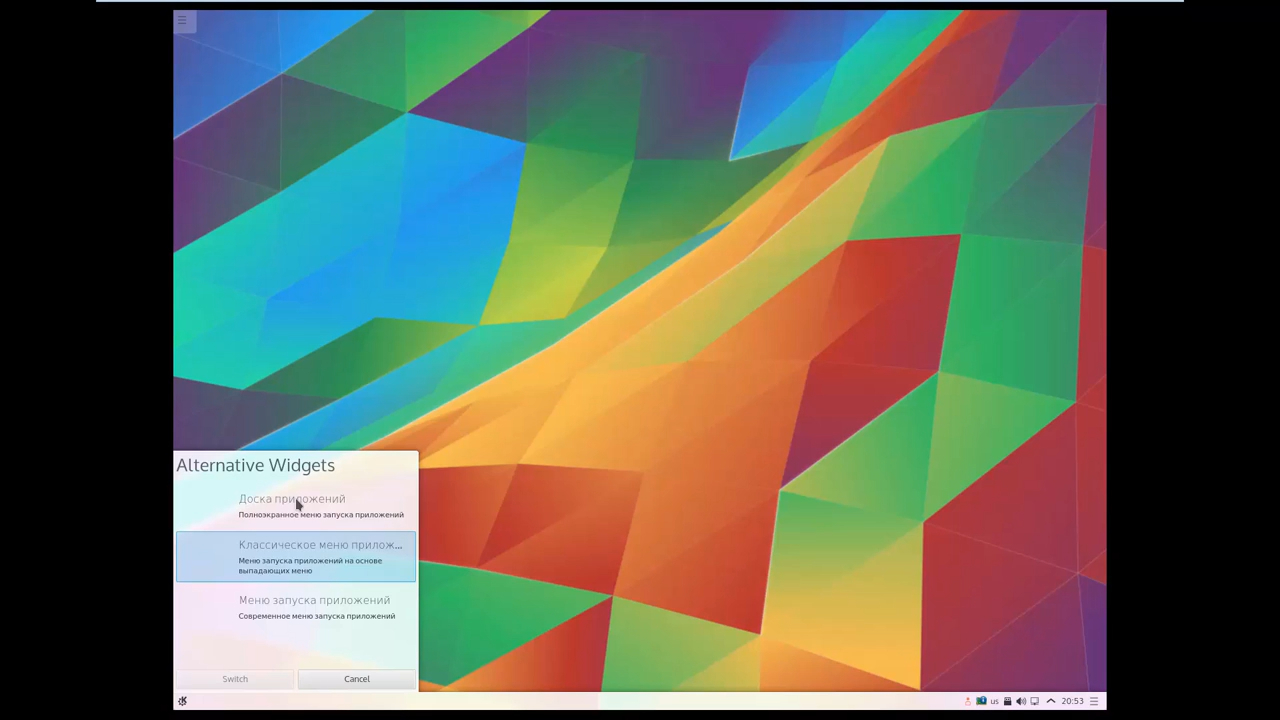 Alternative Widgets
Доска приложений
Полноэкранное меню запуска приложений
Классическое меню прилож...
Меню запуска приложений на основе
выпадающих меню
Меню запуска приложений
Современное меню запуска приложений
Switch
Cancel
us
20:53